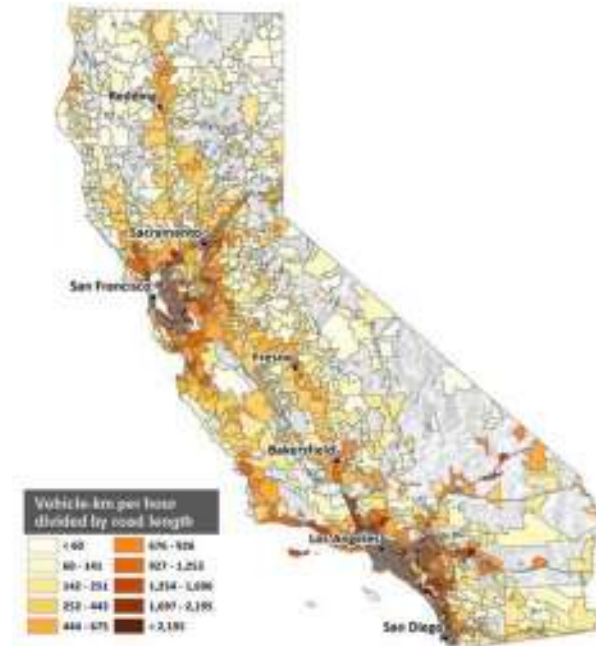 Redding
Sacramento
San Francisco
Fresno
Bakersfield
Los Angeles
San Diego
Vehicle-km per hour
divided by road length
< 60
60 - 141
142 - 251
252 - 443
444 - 675
676 - 926
927 - 1,253
1,254 - 1,696
1,697 - 2,195
> 2,195